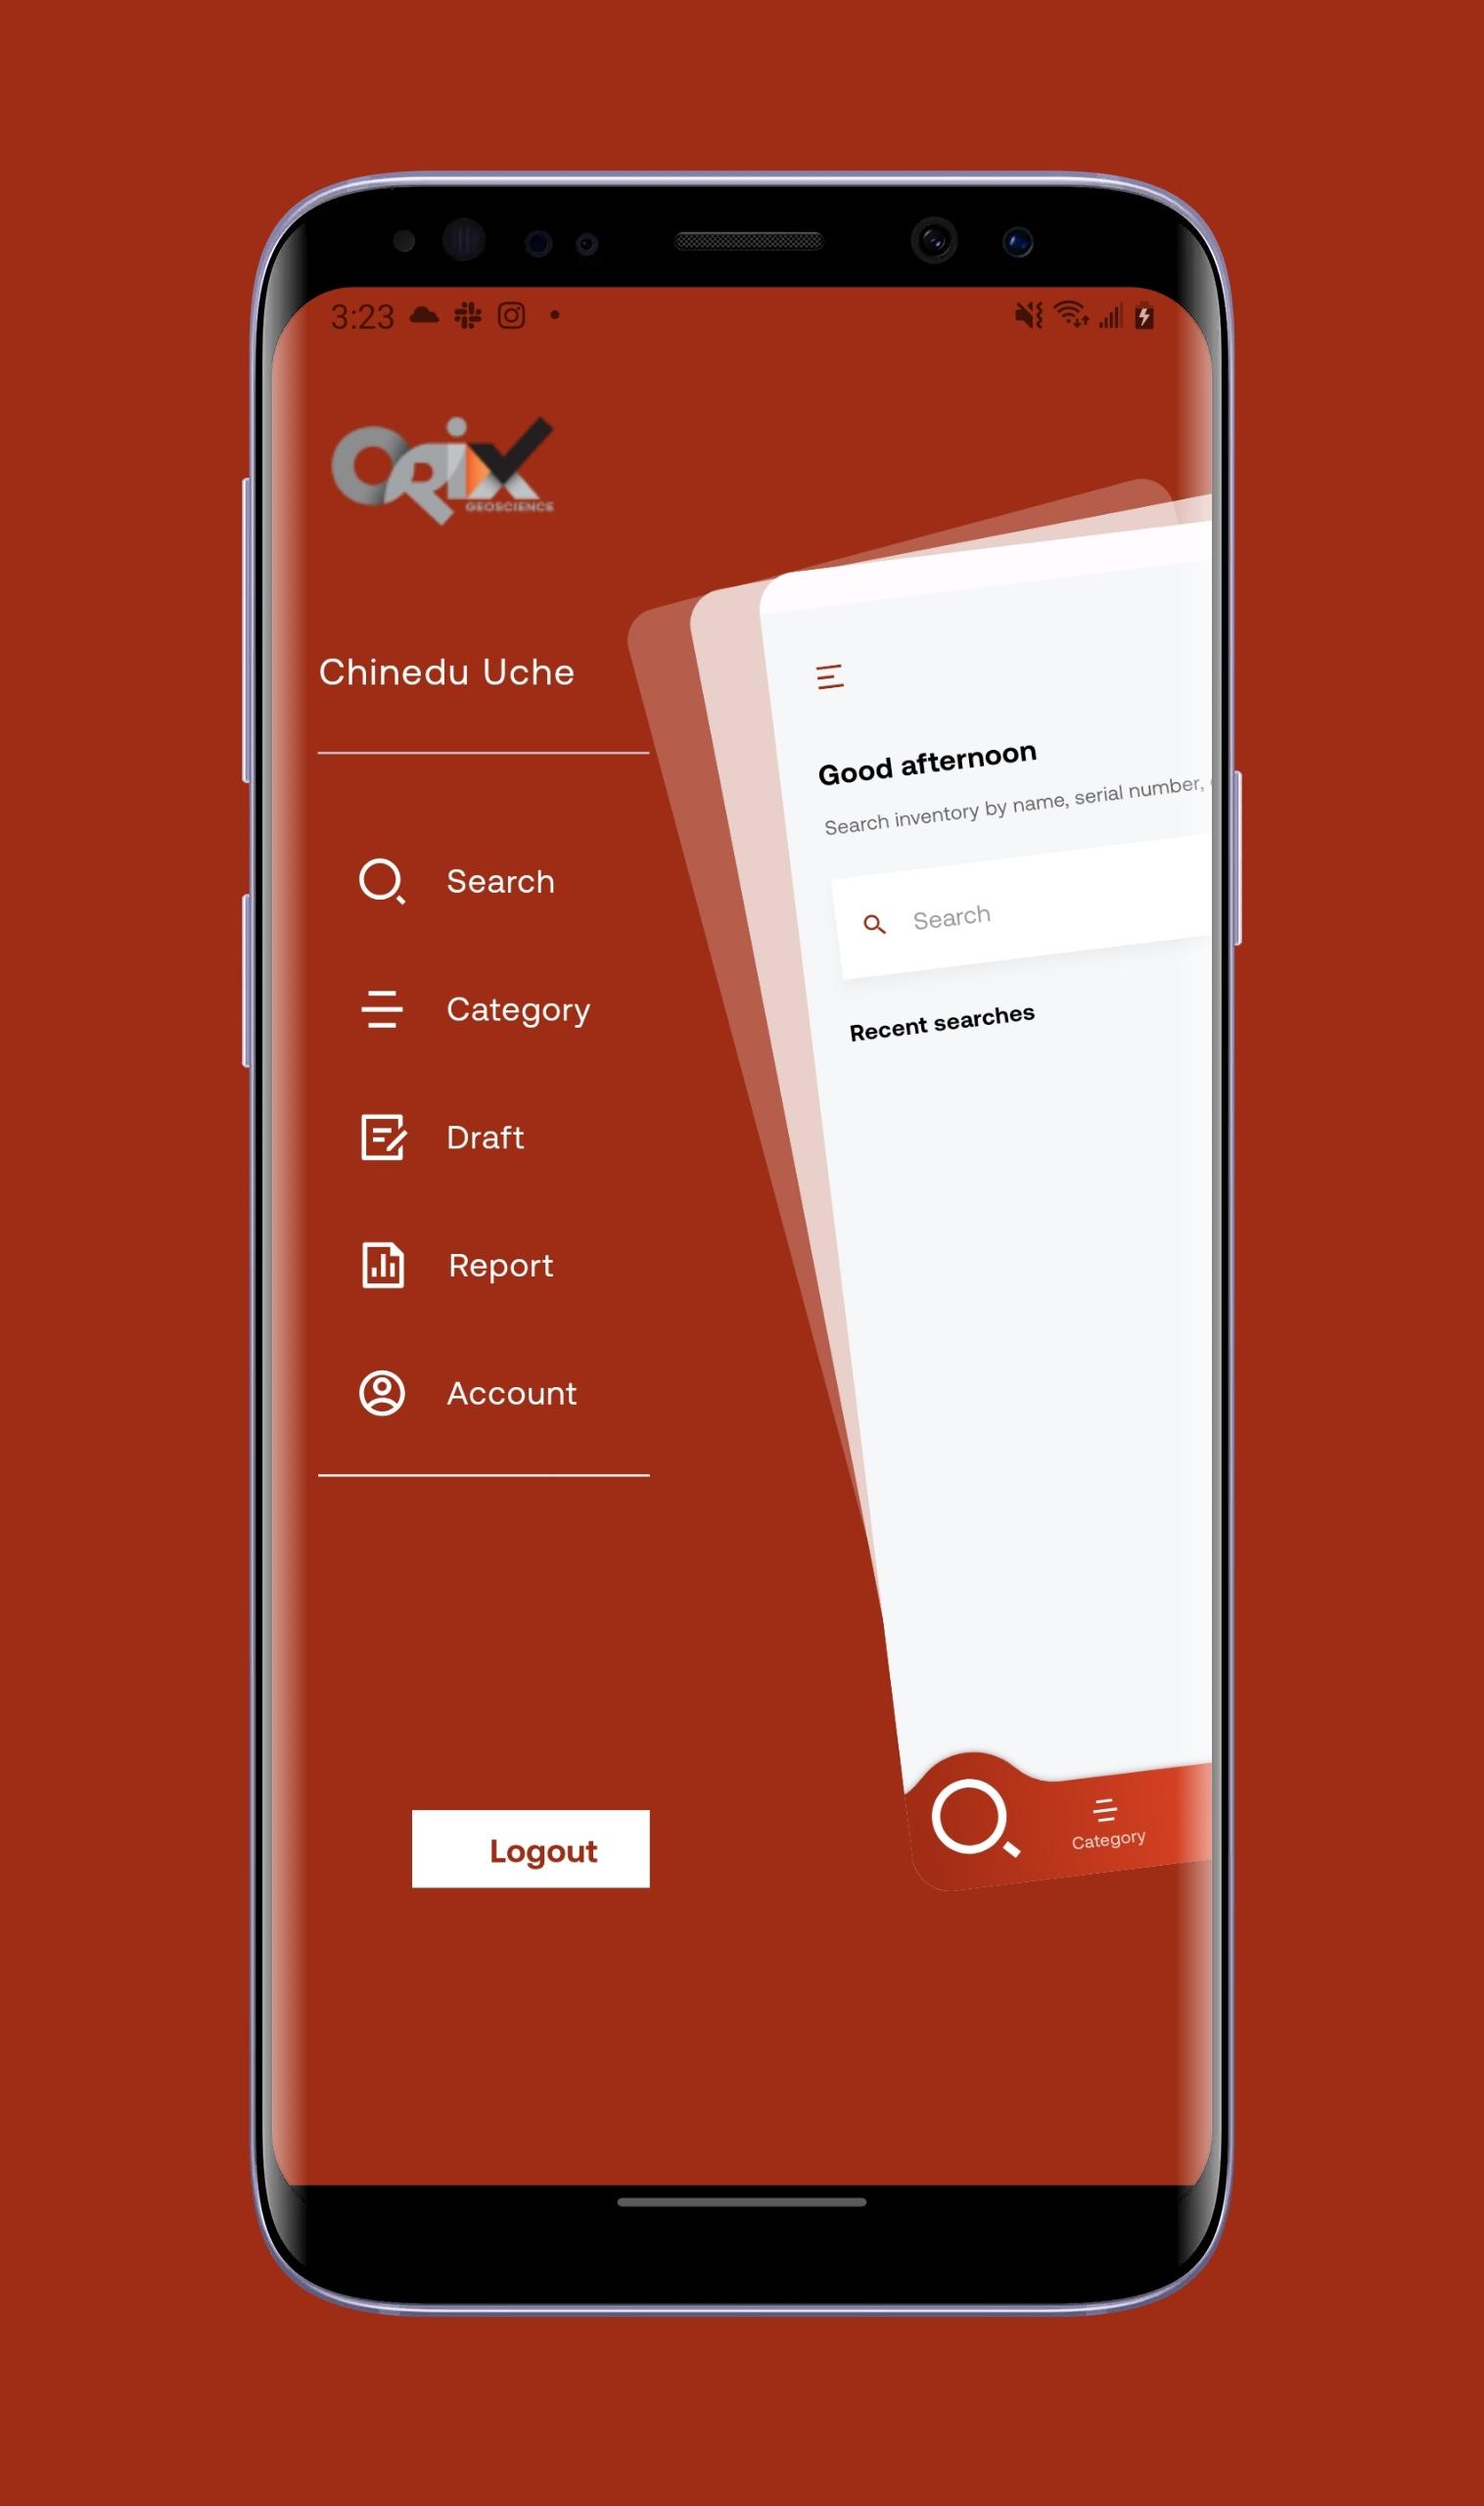 3:23
ORiX
GEOSCIENCE
Chinedu Uche
Search
Category
Draft
Report
Account
Logout
Good afternoon
Search inventory by name, serial number,
Search
Recent searches
Category